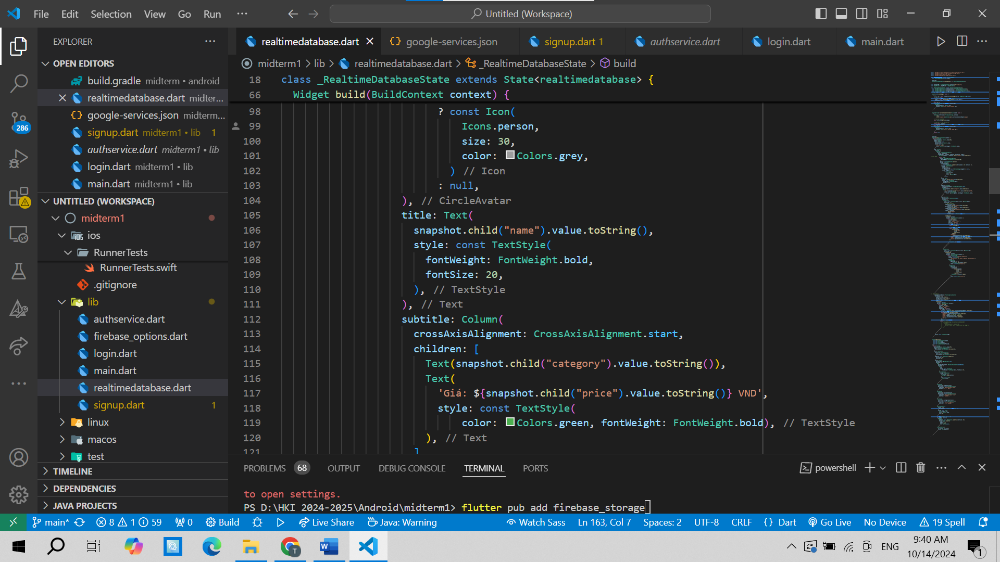 File Edit Selection View Go Run ···
Untitled (Workspace)
EXPLORER
OPEN EDITORS
build.gradle midterm • android
realtimedatabase.dart midter...
google-services.json midterm...
signup.dart midterm1 • lib 1
authservice.dart midterm1 • lib
login.dart midterm1 • lib
main.dart midterm1 • lib
UNTITLED (WORKSPACE)
midterm1
ios
RunnerTests
RunnerTests.swift
.gitignore
lib
authservice.dart
firebase_options.dart
login.dart
main.dart
realtimedatabase.dart
signup.dart 1
linux
macos
test
TIMELINE
DEPENDENCIES
JAVA PROJECTS
286
realtimedatabase.dart google-services.json signup.dart 1 authservice.dart login.dart main.dart
midterm1 > lib > realtimedatabase.dart > _RealtimeDatabaseState > build
18 class _RealtimeDatabaseState extends State<realtimedatabase> {
66 Widget build(BuildContext context) {
98 ? const Icon(
99 Icons.person,
100 size: 30,
101 color: Colors.grey,
102 ) // Icon
103 : null,
104 ), // CircleAvatar
105 title: Text(
106 snapshot.child("name").value.toString(),
107 style: const TextStyle(
108 fontWeight: FontWeight.bold,
109 fontSize: 20,
110 ), // TextStyle
111 ), // Text
112 subtitle: Column(
113 crossAxisAlignment: CrossAxisAlignment.start,
114 children: [
115 Text(snapshot.child("category").value.toString()),
116 Text(
117 'Giá: ${snapshot.child("price").value.toString()} VND',
118 style: const TextStyle(
119 color: Colors.green, fontWeight: FontWeight.bold), // TextStyle
120 ), // Text
121 ]
PROBLEMS 68 OUTPUT DEBUG CONSOLE TERMINAL PORTS
powershell
to open settings.
PS D:\HKI 2024-2025\Android\midterm1> flutter pub add firebase_storage
main* 8 1 59 0 Build Live Share Java: Warning Watch Sass Ln 163, Col 7 Spaces: 2 UTF-8 CRLF {} Dart Go Live No Device 19 Spell
T
W
ENG
9:40 AM
10/14/2024
1